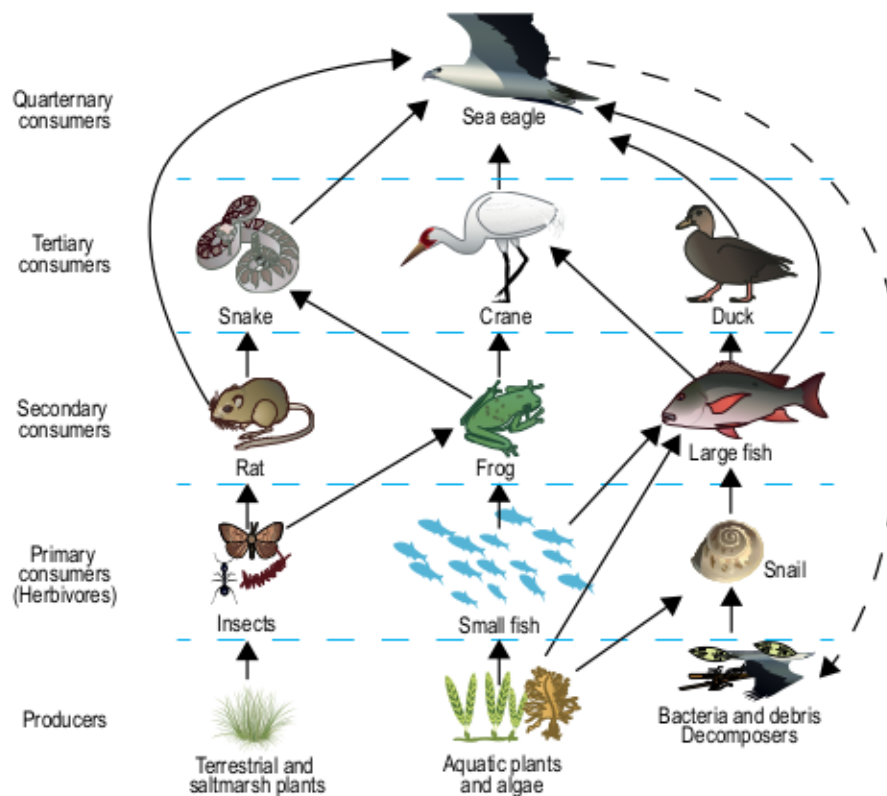 Quarternary
consumers
Sea eagle
Tertiary
consumers
Snake
Crane
Duck
Secondary
consumers
Rat
Frog
Large fish
Primary
consumers
(Herbivores)
Insects
Small fish
Snail
Producers
Terrestrial and
saltmarsh plants
Aquatic plants
and algae
Bacteria and debris
Decomposers